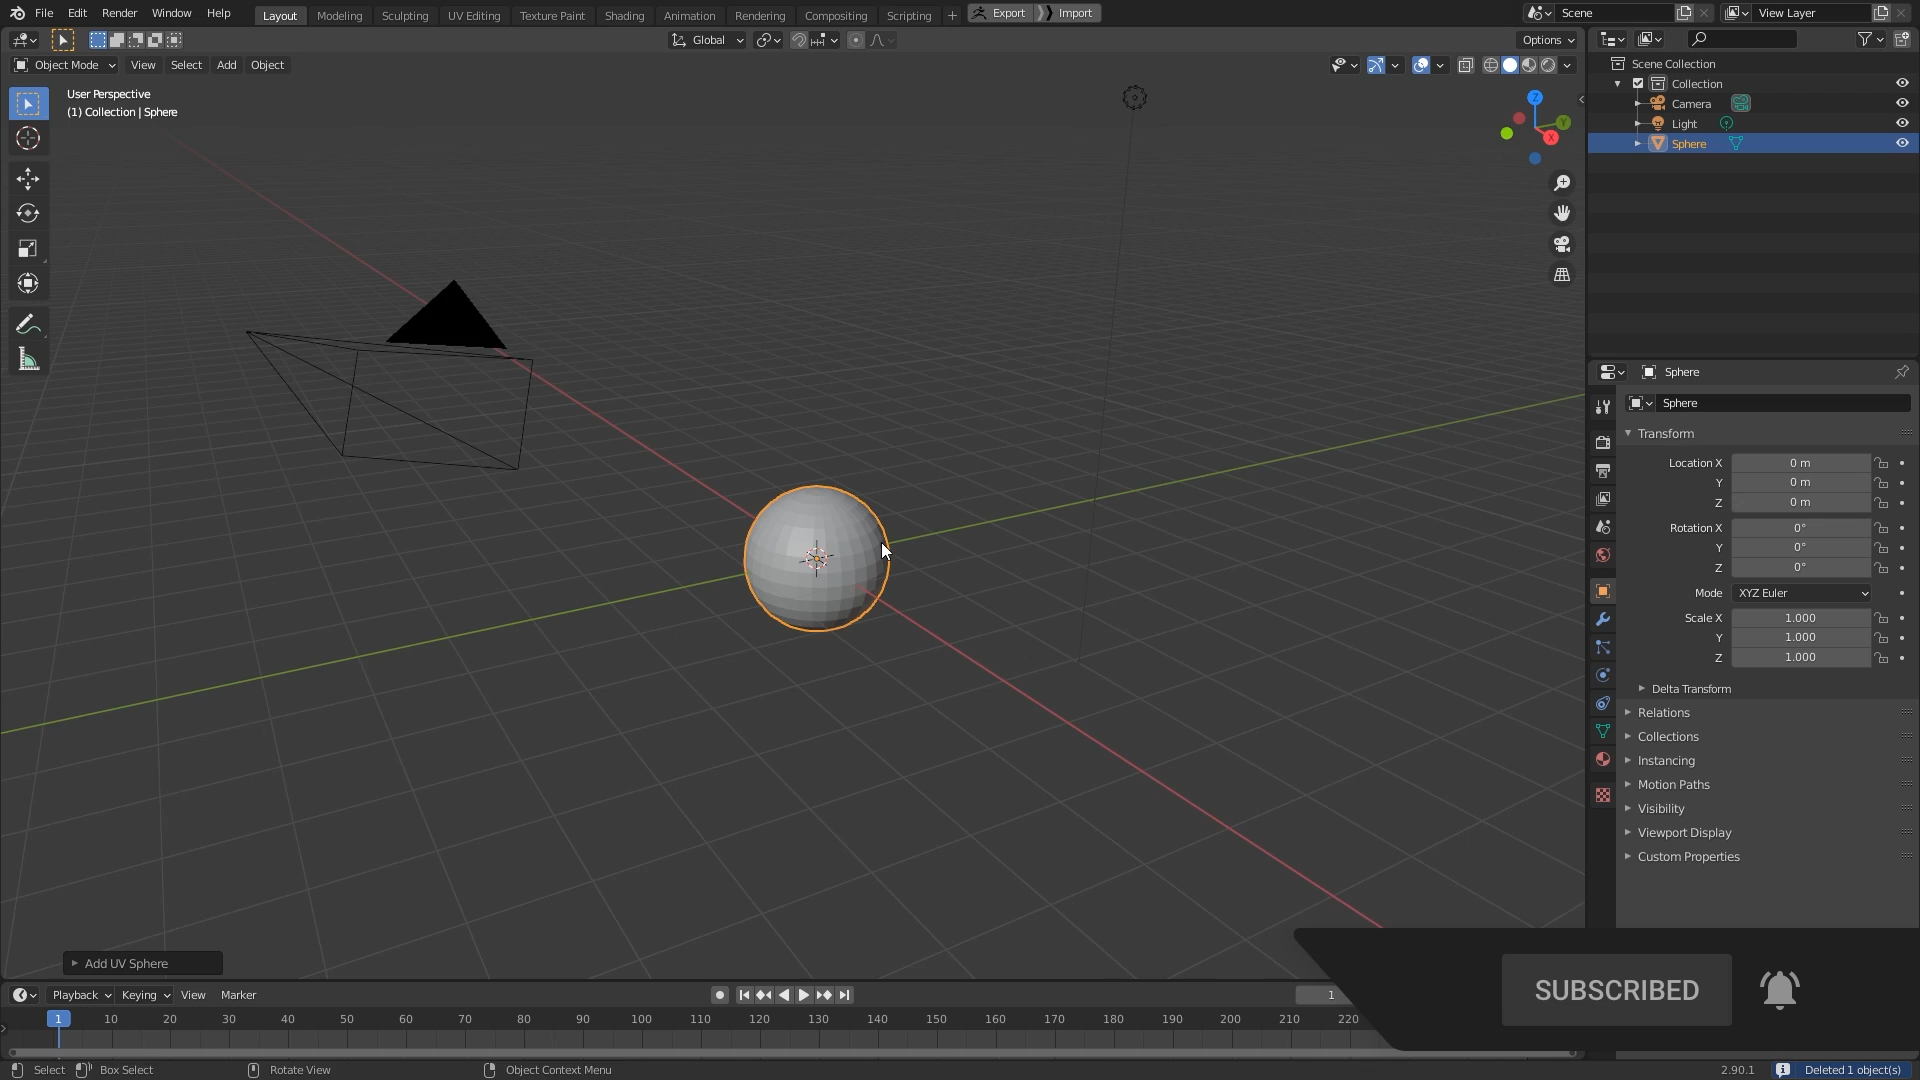 File Edit Render Window Help
Layout Modeling Sculpting UV Editing Texture Paint Shading Animation Rendering Compositing Scripting + Export Import
Scene View Layer
Global Options
Object Mode View Select Add Object
User Perspective
(1) Collection | Sphere
Z
Y
X
Scene Collection
Collection
Camera
Light
Sphere
Sphere
Sphere
Transform
Location X 0 m
Y 0 m
Z 0 m
Rotation X 0°
Y 0°
Z 0°
Mode XYZ Euler
Scale X 1.000
Y 1.000
Z 1.000
Delta Transform
Relations
Collections
Instancing
Motion Paths
Visibility
Viewport Display
Custom Properties
Add UV Sphere
SUBSCRIBED
Playback Keying View Marker 1
1 10 20 30 40 50 60 70 80 90 100 110 120 130 140 150 160 170 180 190 200 210 220
Select Box Select Rotate View Object Context Menu 2.90.1 Deleted 1 object(s)